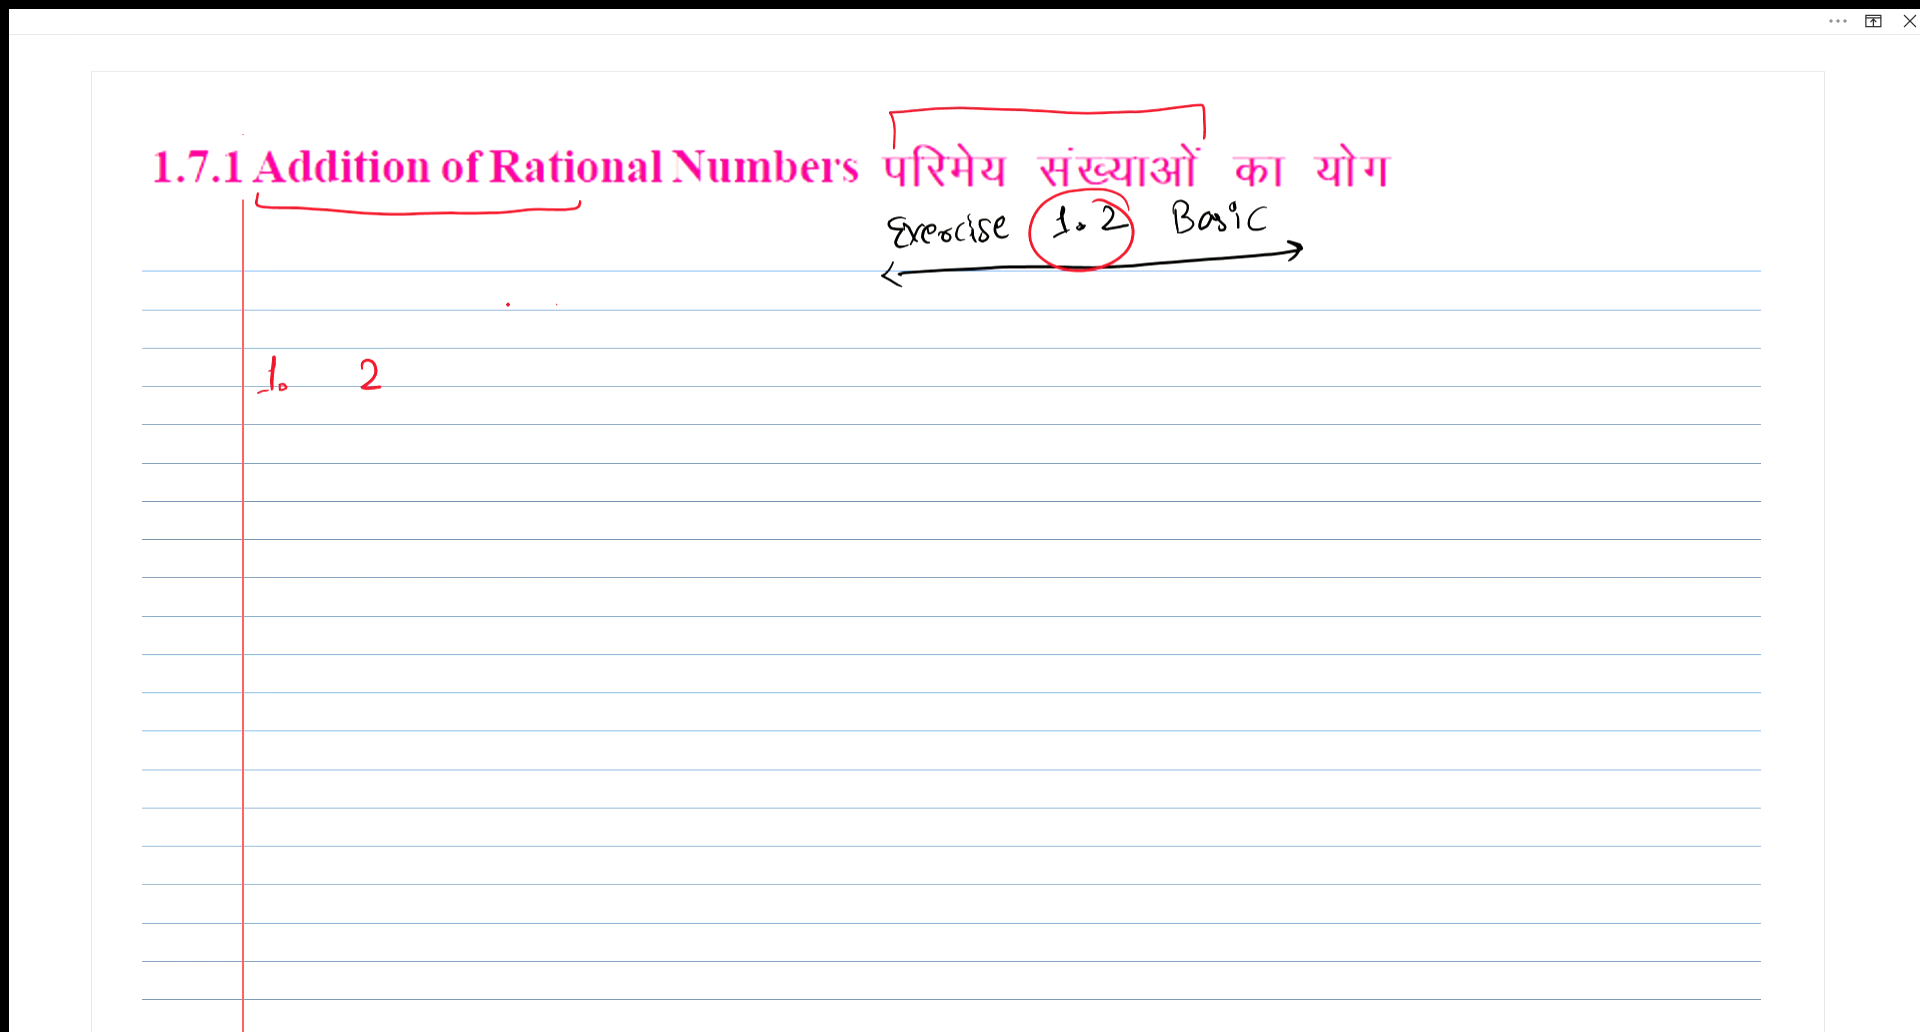 1.7.1 Addition of Rational Numbers परिमेय संख्याओं का योग
Exercise 1.2 Basic
1. 2